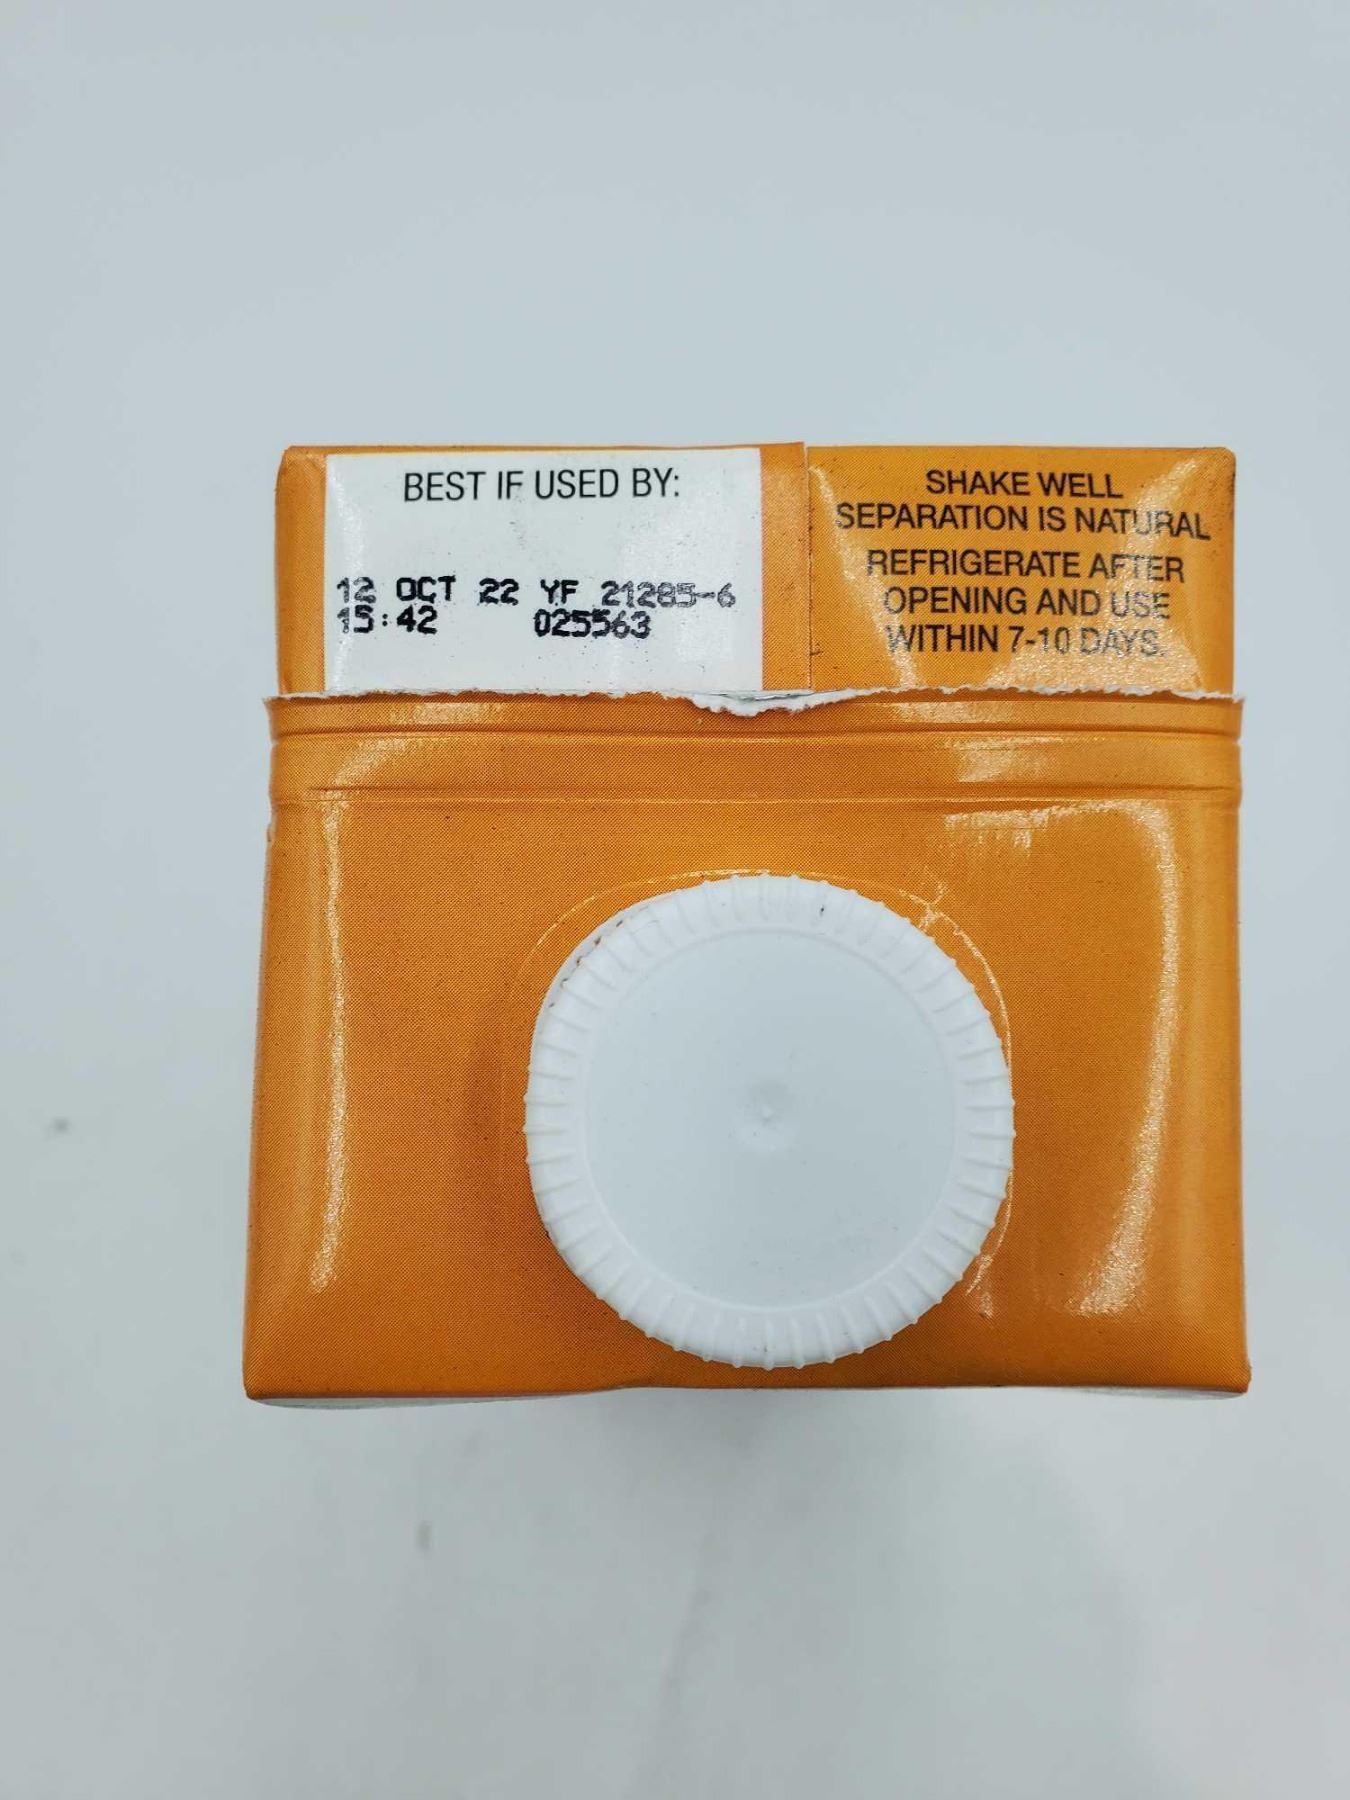 BEST IF USED BY:
12 OCT 22 YF 21285-6
15:42 025563
SHAKE WELL
SEPARATION IS NATURAL
REFRIGERATE AFTER
OPENING AND USE
WITHIN 7-10 DAYS.